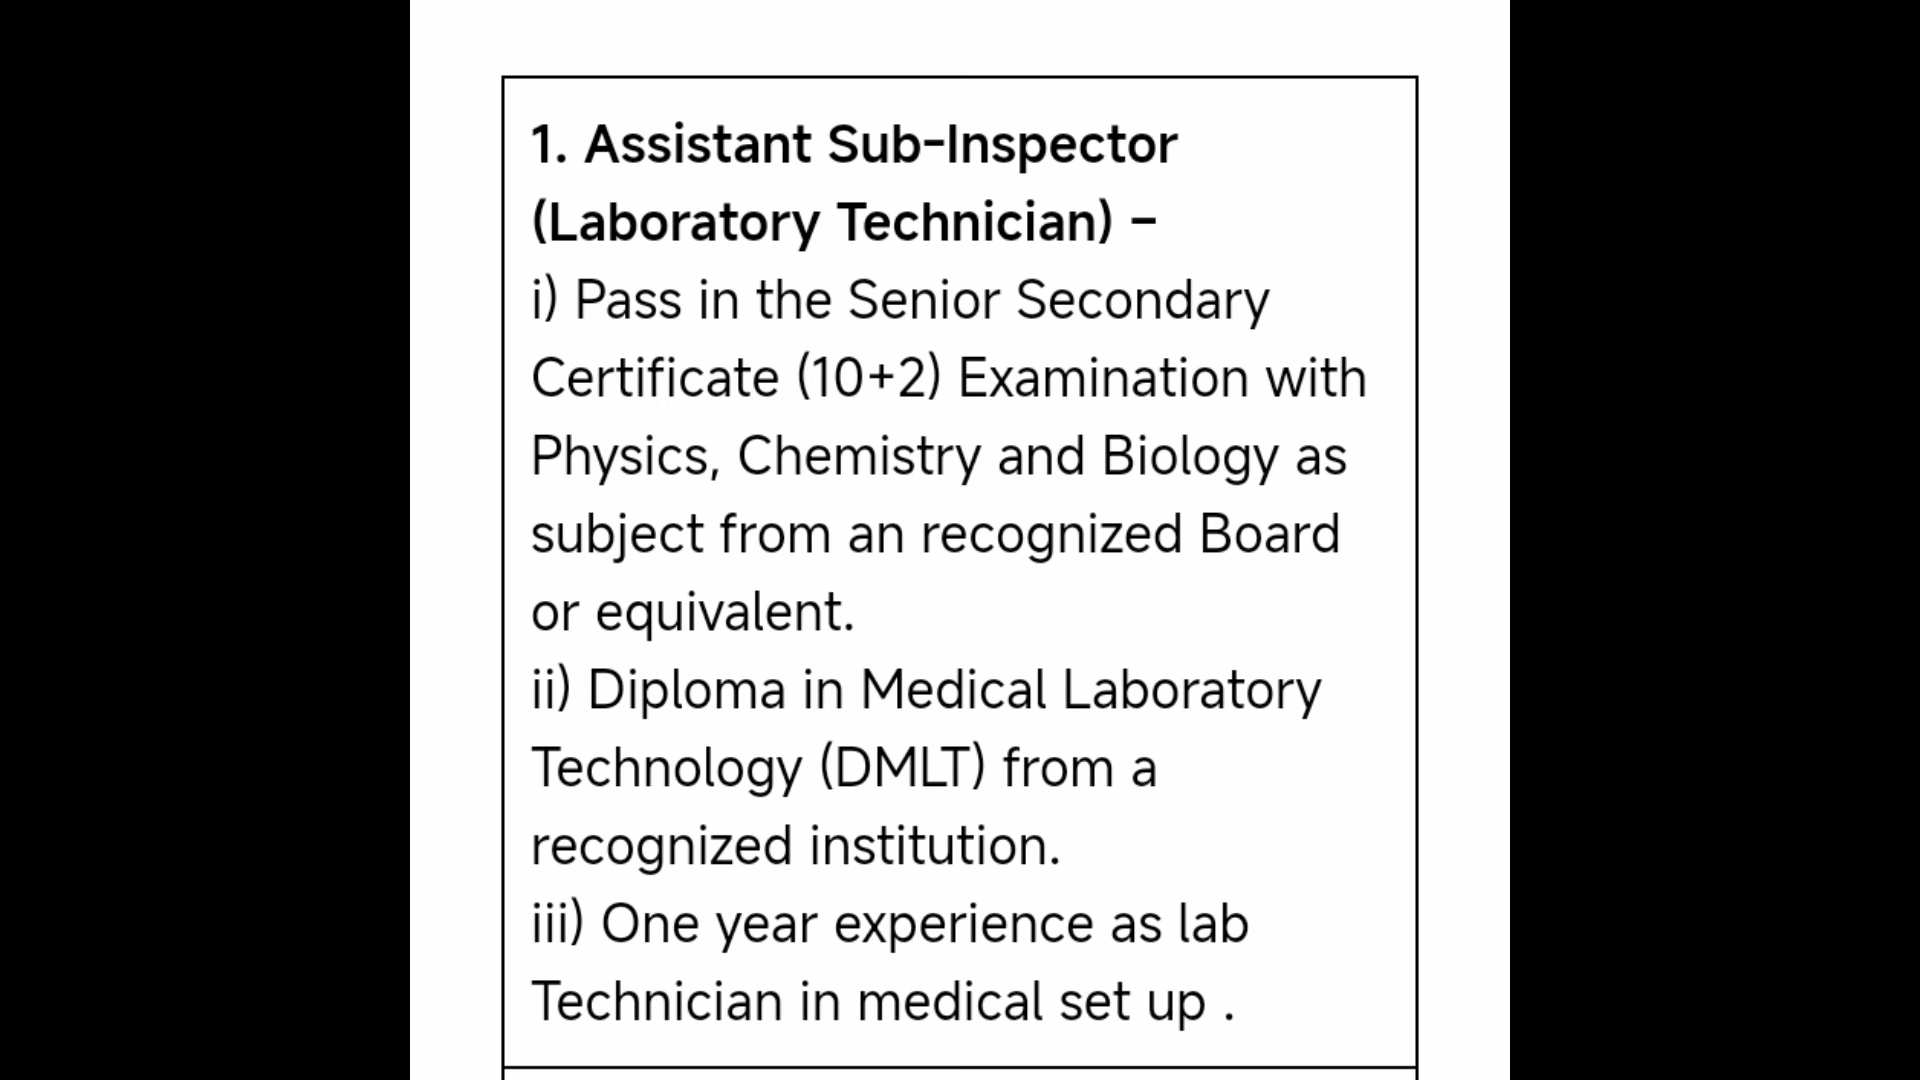 1. Assistant Sub-Inspector
(Laboratory Technician) –
i) Pass in the Senior Secondary
Certificate (10+2) Examination with
Physics, Chemistry and Biology as
subject from an recognized Board
or equivalent.
ii) Diploma in Medical Laboratory
Technology (DMLT) from a
recognized institution.
iii) One year experience as lab
Technician in medical set up .